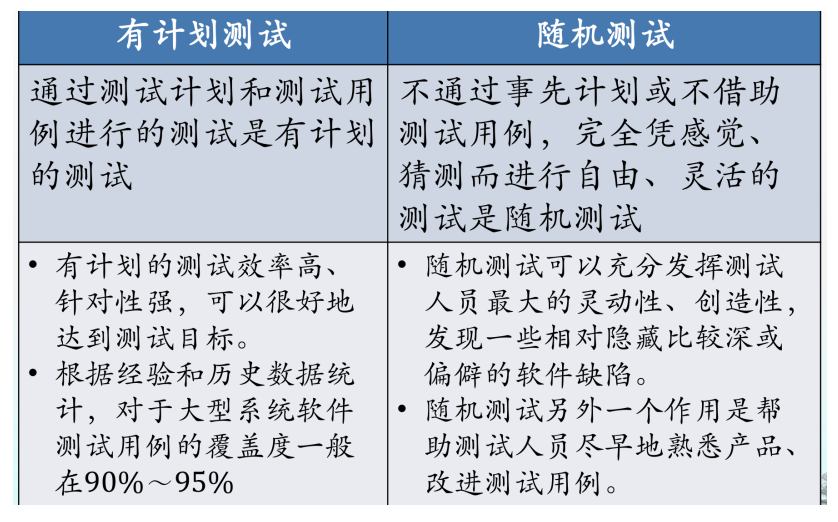 有计划测试
随机测试
通过测试计划和测试用
例进行的测试是有计划
的测试
不通过事先计划或不借助
测试用例，完全凭感觉、
猜测而进行自由、灵活的
测试是随机测试
• 有计划的测试效率高、
针对性强，可以很好地
达到测试目标。
• 根据经验和历史数据统
计，对于大型系统软件
测试用例的覆盖度一般
在90%～95%
• 随机测试可以充分发挥测试
人员最大的灵动性、创造性，
发现一些相对隐藏比较深或
偏僻的软件缺陷。
• 随机测试另外一个作用是帮
助测试人员尽早地熟悉产品、
改进测试用例。